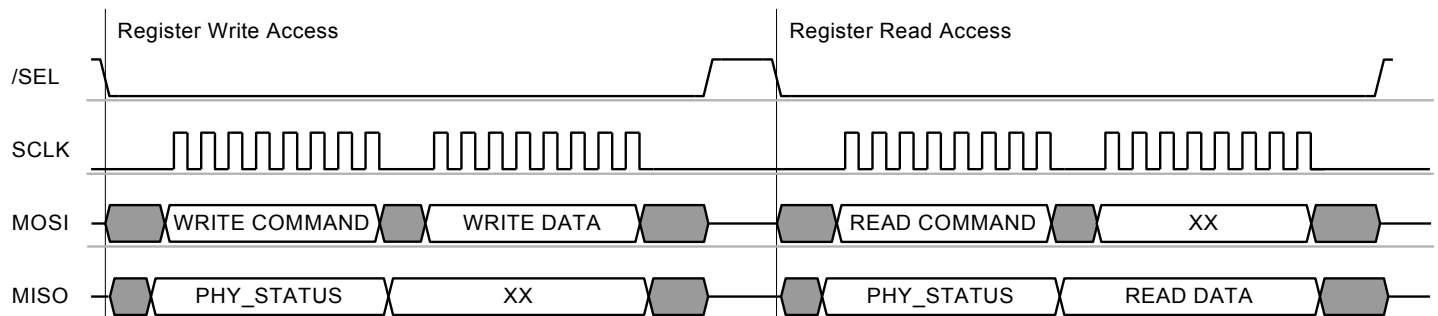 Register Write Access Register Read Access
/SEL
SCLK
MOSI WRITE COMMAND WRITE DATA READ COMMAND XX
MISO PHY_STATUS XX PHY_STATUS READ DATA